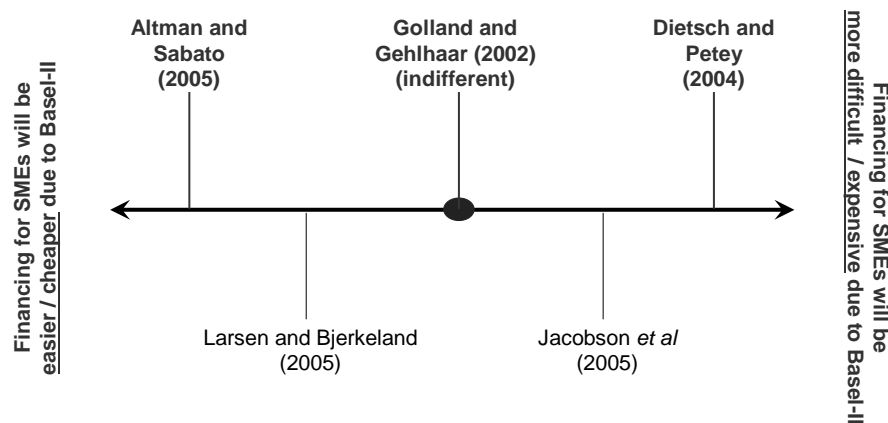 Financing for SMEs will be
easier / cheaper due to Basel-II
Altman and
Sabato
(2005)
Golland and
Gehlhaar (2002)
(indifferent)
Dietsch and
Petey
(2004)
Larsen and Bjerkeland
(2005)
Jacobson et al
(2005)
Financing for SMEs will be
more difficult / expensive due to Basel-II